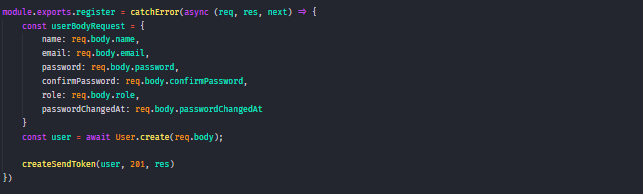 module.exports.register = catchError(async (req, res, next) => {
const userBodyRequest = {
name: req.body.name,
email: req.body.email,
password: req.body.password,
confirmPassword: req.body.confirmPassword,
role: req.body.role,
passwordChangedAt: req.body.passwordChangedAt
}
const user = await User.create(req.body);
createSendToken(user, 201, res)
})